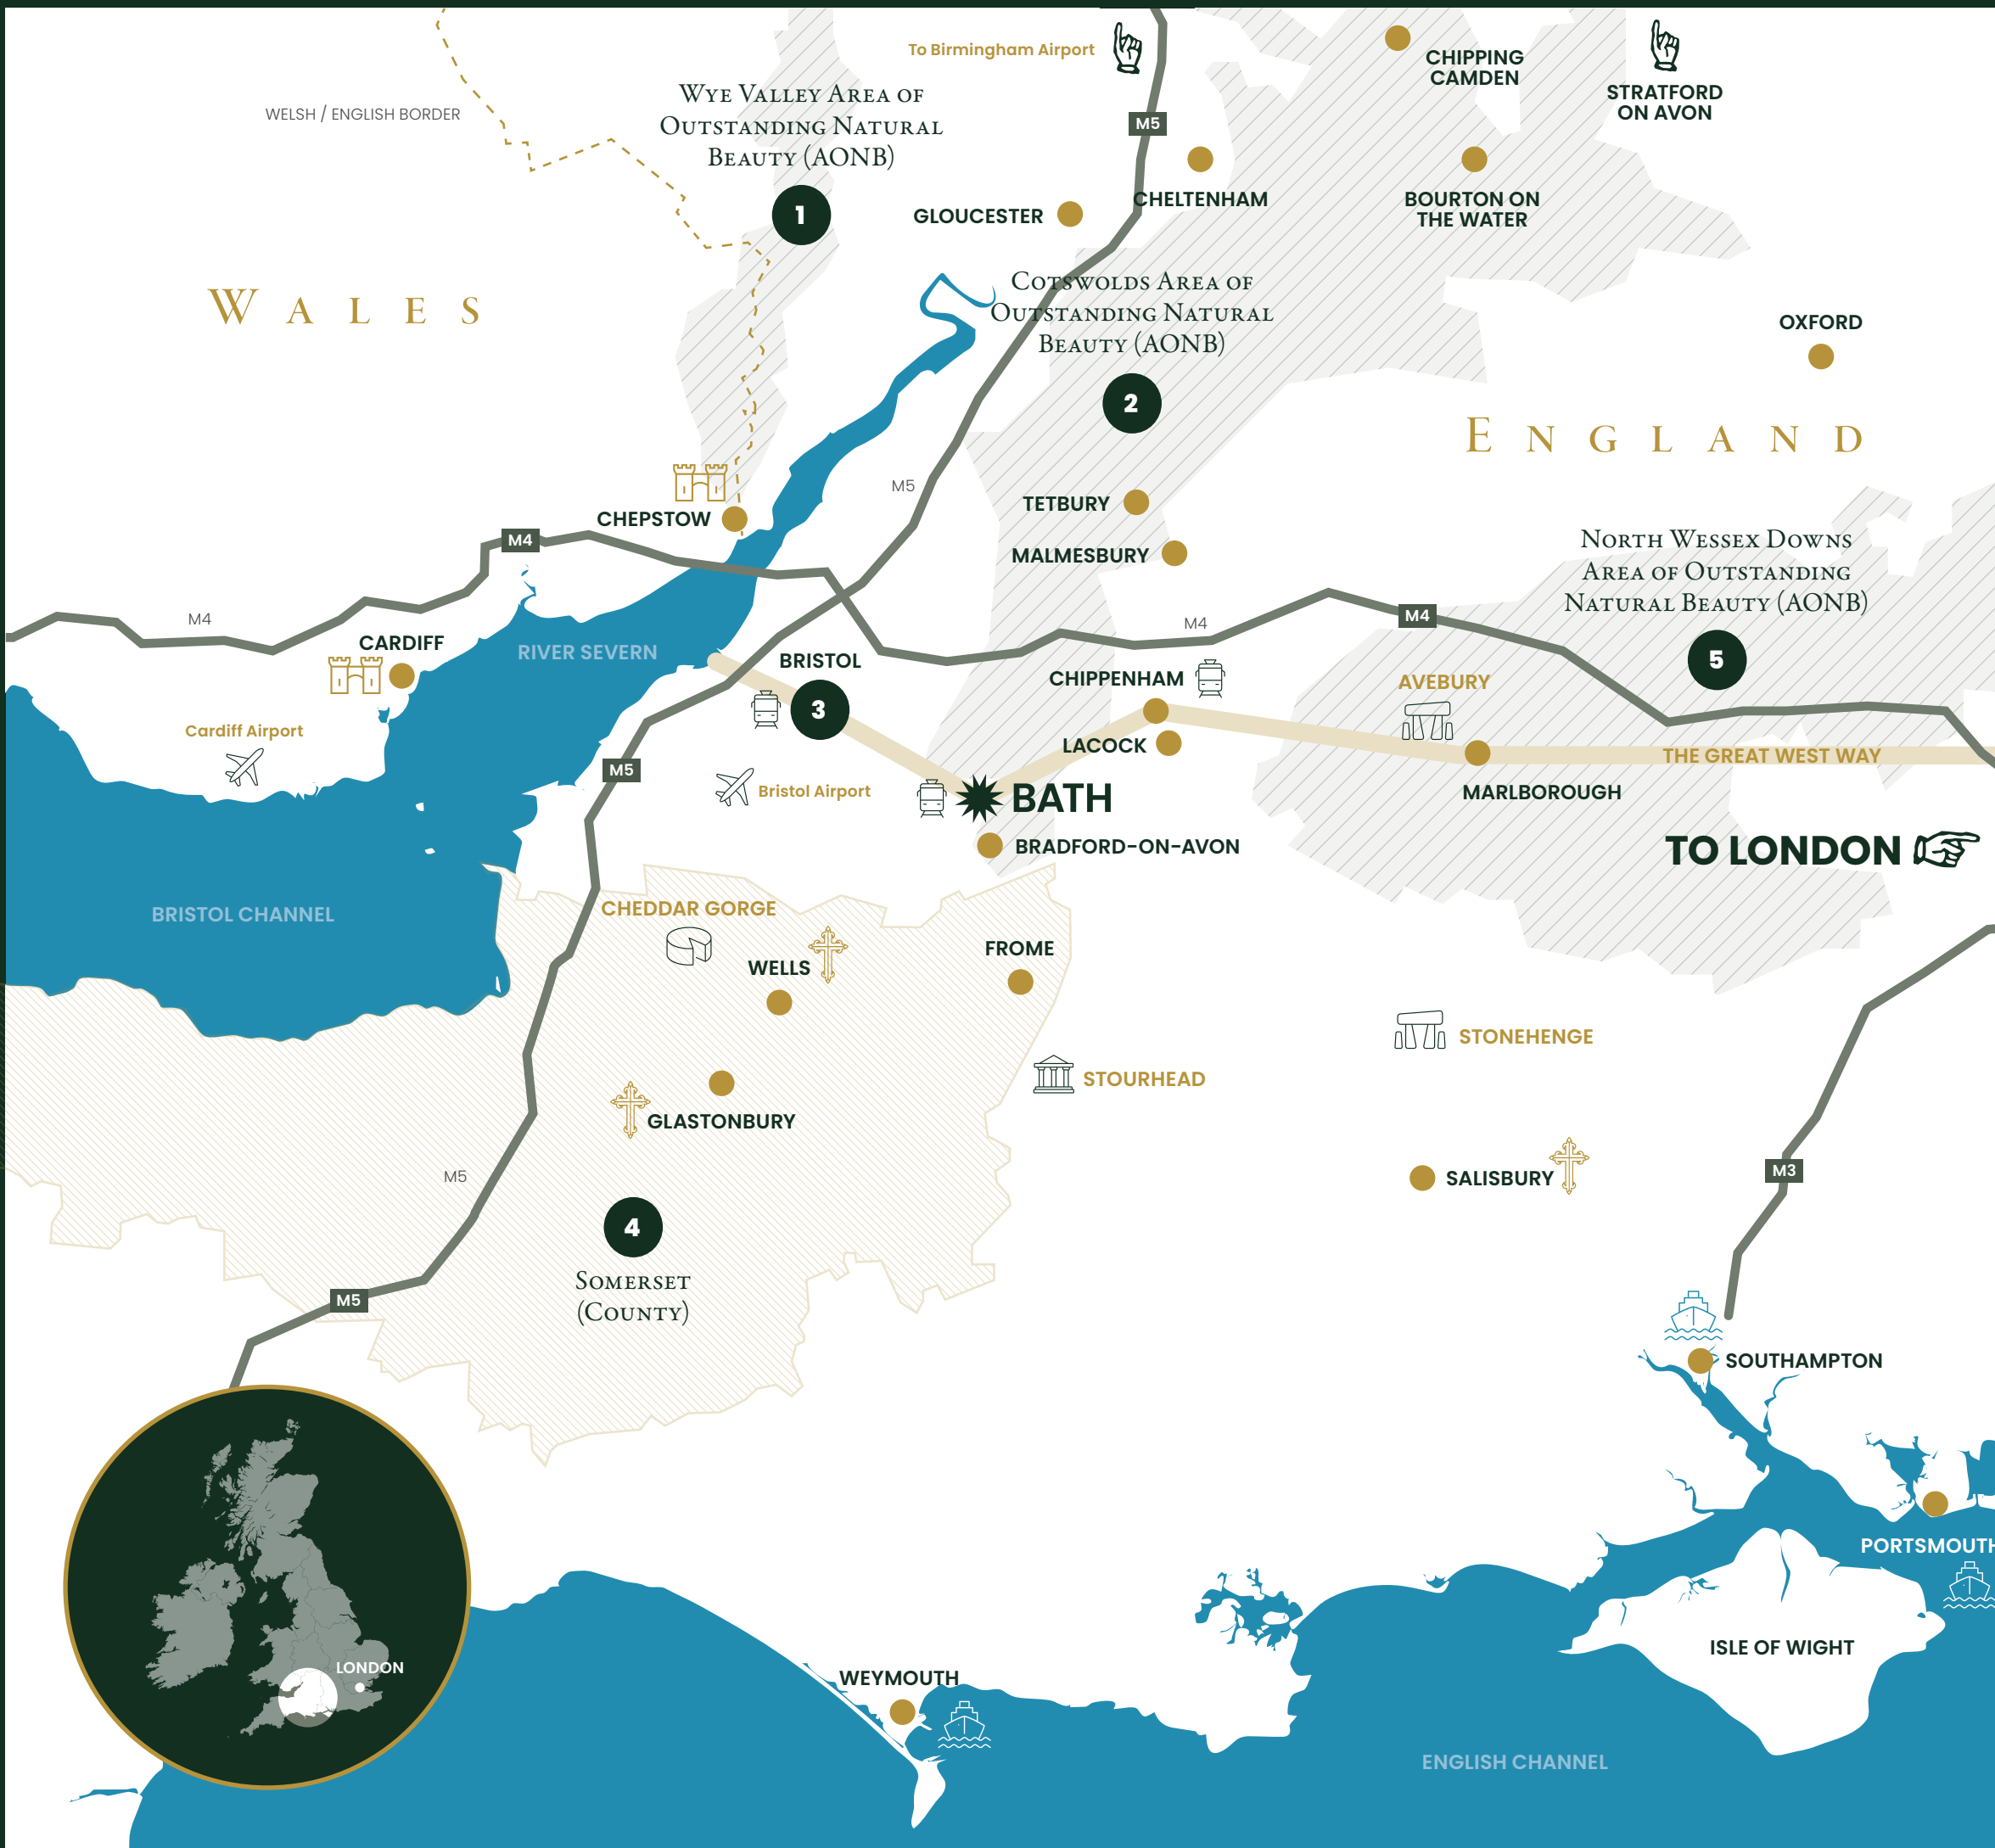 To Birmingham Airport
CHIPPING
CAMDEN
STRATFORD
ON AVON
WELSH / ENGLISH BORDER
Wye Valley Area of
Outstanding Natural
Beauty (AONB)
M5
1
CHELTENHAM
GLOUCESTER
BOURTON ON
THE WATER
WALES
Cotswolds Area of
Outstanding Natural
Beauty (AONB)
2
OXFORD
ENGLAND
M5
TETBURY
CHEPSTOW
MALMESBURY
North Wessex Downs
Area of Outstanding
Natural Beauty (AONB)
5
M4
M4
M4
M4
CARDIFF
RIVER SEVERN
BRISTOL
3
CHIPPENHAM
AVEBURY
Cardiff Airport
LACOCK
THE GREAT WEST WAY
M5
Bristol Airport
BATH
MARLBOROUGH
BRADFORD-ON-AVON
TO LONDON
BRISTOL CHANNEL
CHEDDAR GORGE
WELLS
FROME
STONEHENGE
STOURHEAD
GLASTONBURY
M5
SALISBURY
M3
4
Somerset
(County)
M5
SOUTHAMPTON
PORTSMOUTH
ISLE OF WIGHT
LONDON
WEYMOUTH
ENGLISH CHANNEL